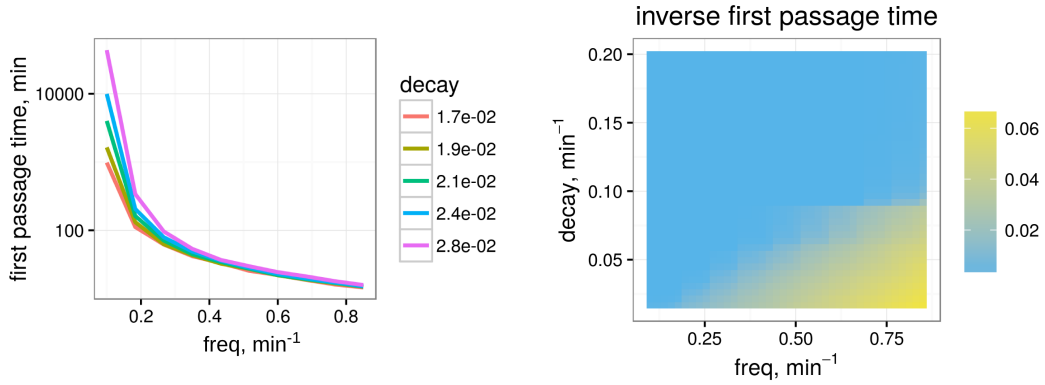 first passage time, min
10000
100
0.2
0.4
0.6
0.8
freq, min⁻¹
decay
1.7e-02
1.9e-02
2.1e-02
2.4e-02
2.8e-02
inverse first passage time
decay, min⁻¹
0.20
0.15
0.10
0.05
0.25
0.50
0.75
freq, min⁻¹
0.06
0.04
0.02